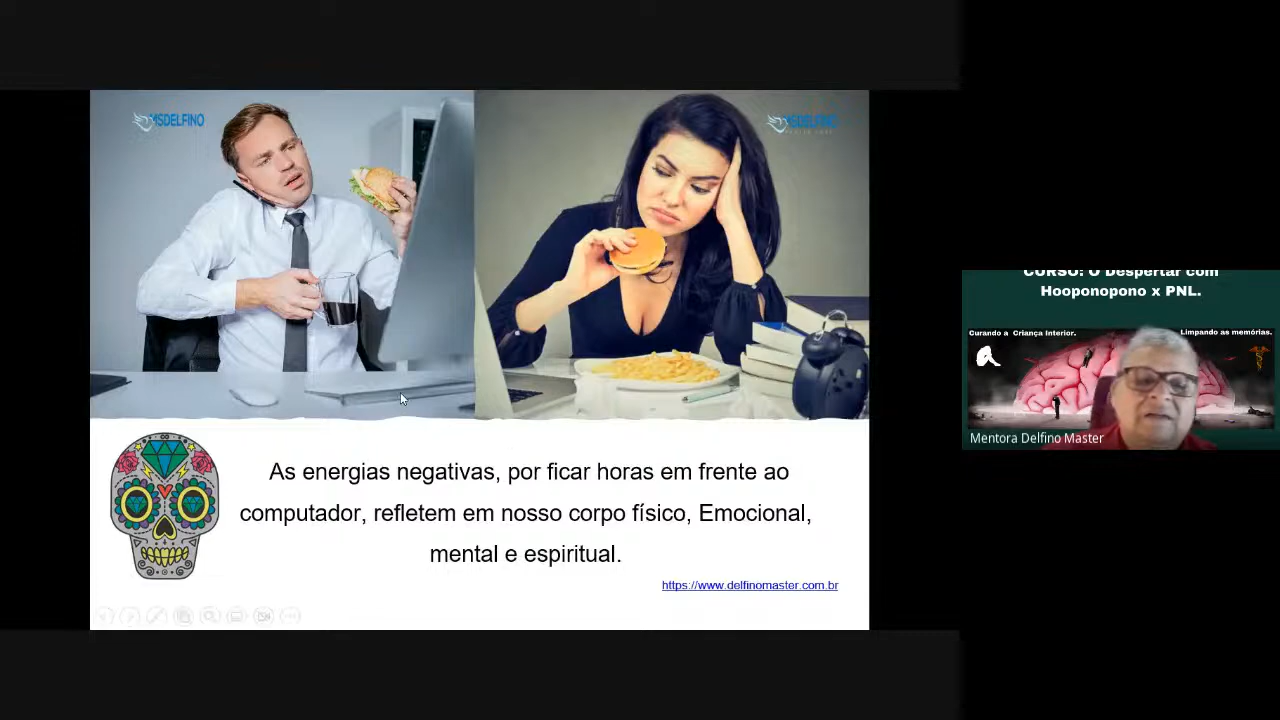 MSDELFINO
MSDELFINO
As energias negativas, por ficar horas em frente ao
computador, refletem em nosso corpo físico, Emocional,
mental e espiritual.
https://www.delfinomaster.com.br
CURSO: O Despertar com
Hooponopono x PNL.
Curando a Criança Interior.
Limpando as memórias.
Mentora Delfino Master